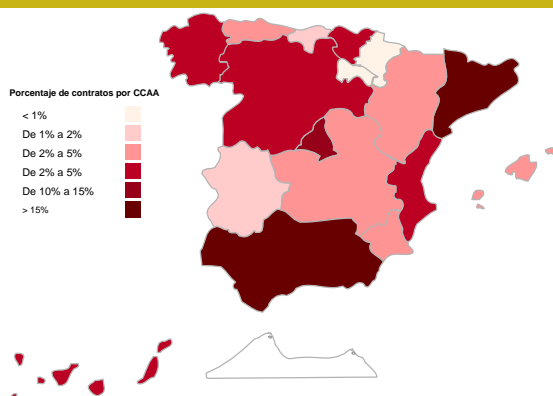 Porcentaje de contratos por CCAA
< 1%
De 1% a 2%
De 2% a 5%
De 2% a 5%
De 10% a 15%
> 15%